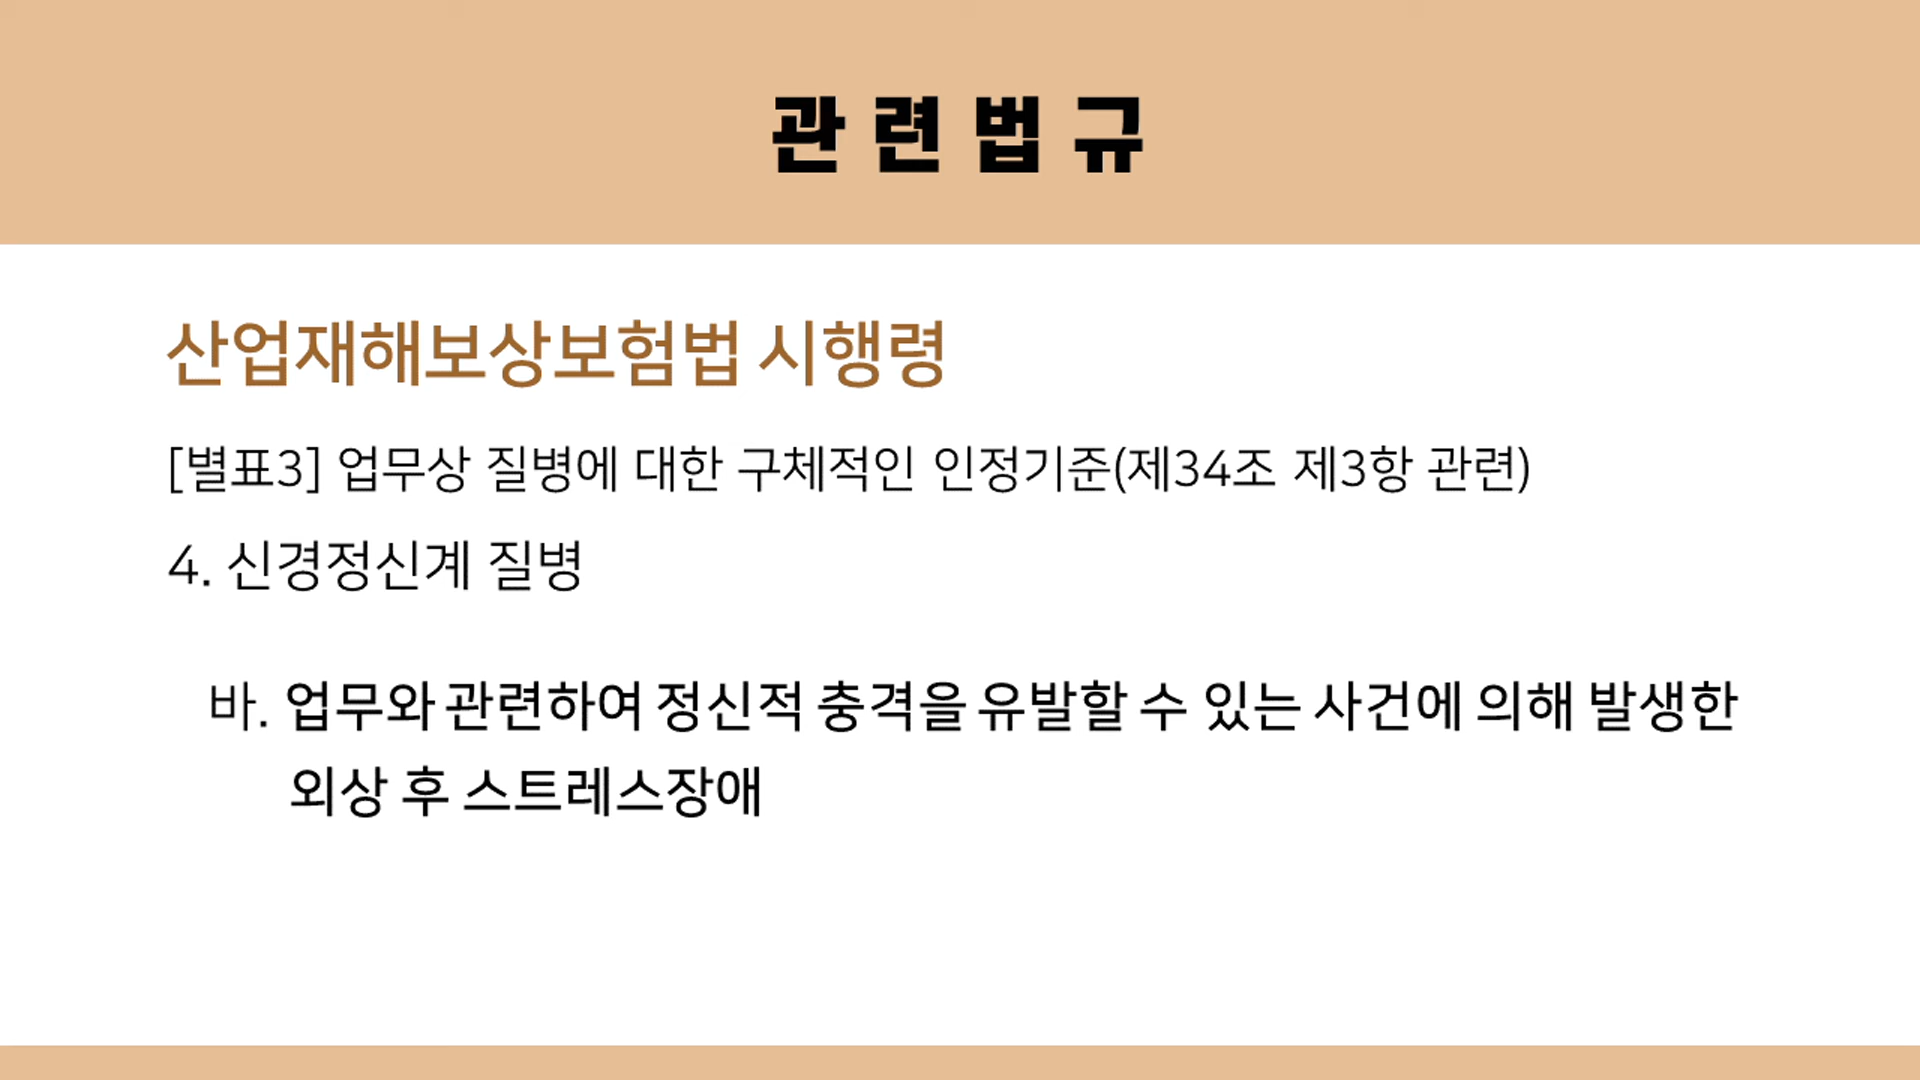 관련법규
산업재해보상보험법 시행령
[별표3] 업무상 질병에 대한 구체적인 인정기준(제34조 제3항 관련)
4. 신경정신계 질병
바. 업무와 관련하여 정신적 충격을 유발할 수 있는 사건에 의해 발생한
외상 후 스트레스장애